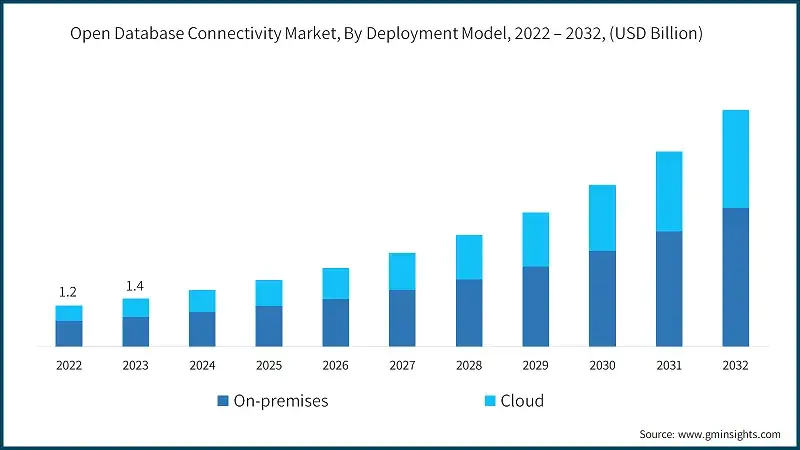 Open Database Connectivity Market, By Deployment Model, 2022 – 2032, (USD Billion)
1.2
1.4
2022 2023 2024 2025 2026 2027 2028 2029 2030 2031 2032
On-premises Cloud
Source: www.gminsights.com